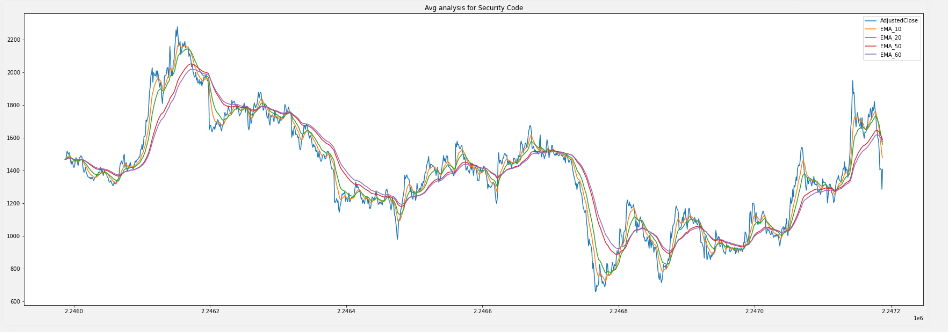 Avg analysis for Security Code
AdjustedClose
EMA_10
EMA_20
EMA_50
EMA_60
2200
2000
1800
1600
1400
1200
1000
800
600
2.2460 2.2462 2.2464 2.2466 2.2468 2.2470 2.2472
1e6